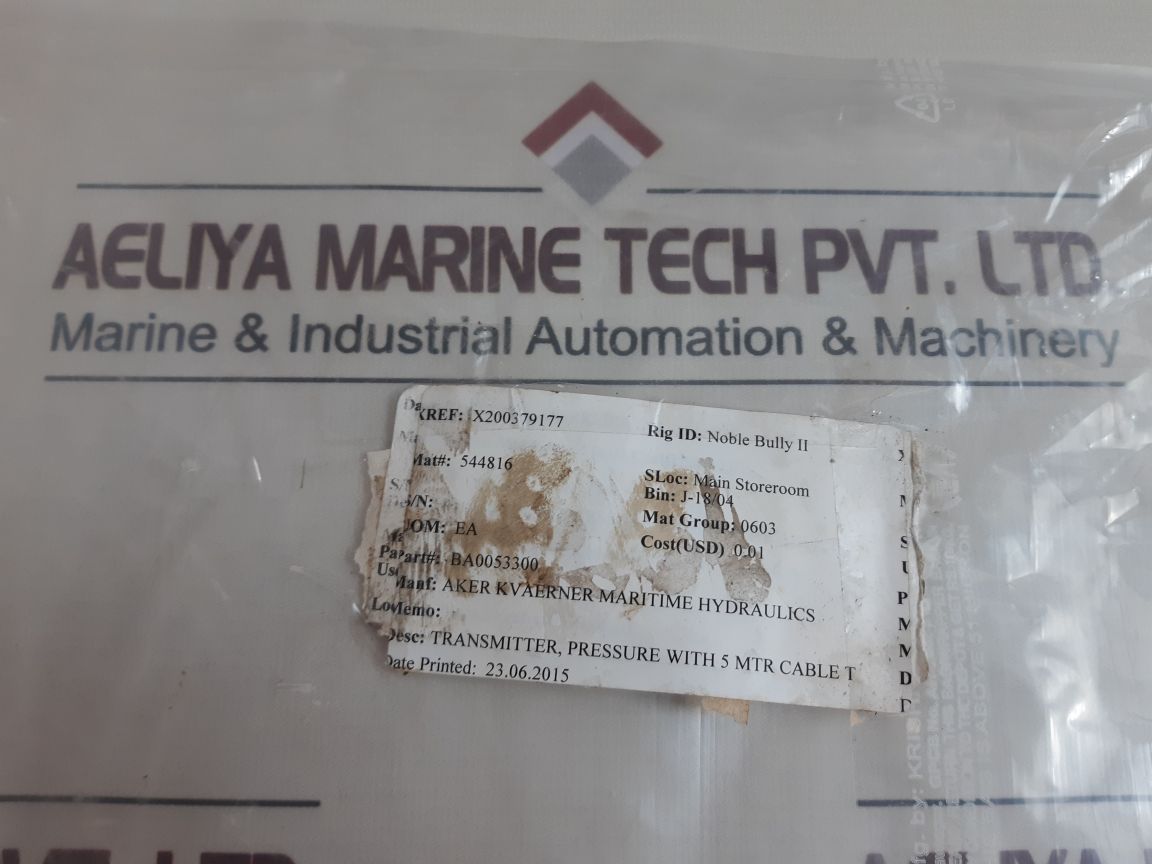 AELIYA MARINE TECH PVT. LTD.
Marine & Industrial Automation & Machinery
XREF: X200379177
Rig ID: Noble Bully II
Mat#: 544816
SLoc: Main Storeroom
S/N:
Bin: J-18/04
UOM: EA
Mat Group: 0603
Cost(USD) 0.01
Part#: BA0053300
Manf: AKER KVAERNER MARITIME HYDRAULICS
Memo:
Desc: TRANSMITTER, PRESSURE WITH 5 MTR CABLE T
Date Printed: 23.06.2015